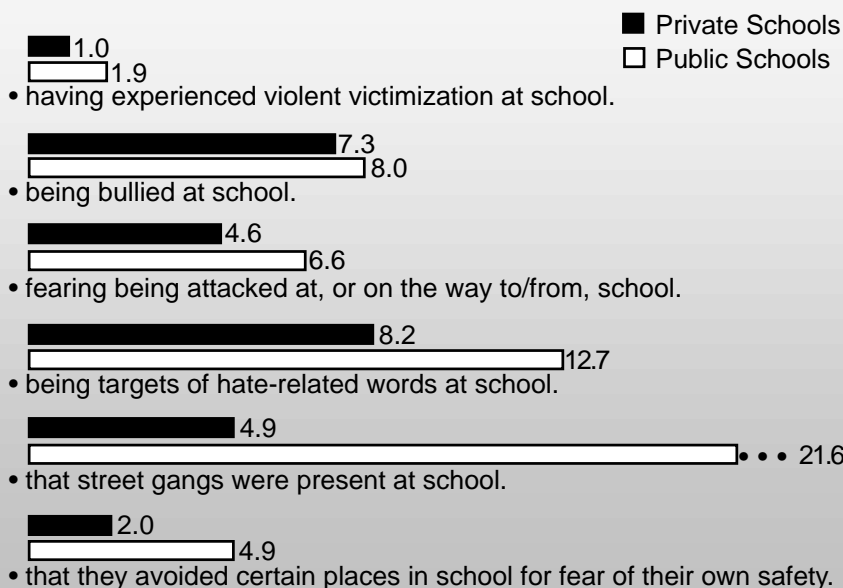 Private Schools
Public Schools
1.0
1.9
• having experienced violent victimization at school.
7.3
8.0
• being bullied at school.
4.6
6.6
• fearing being attacked at, or on the way to/from, school.
8.2
12.7
• being targets of hate-related words at school.
4.9
• • • 21.6
• that street gangs were present at school.
2.0
4.9
• that they avoided certain places in school for fear of their own safety.